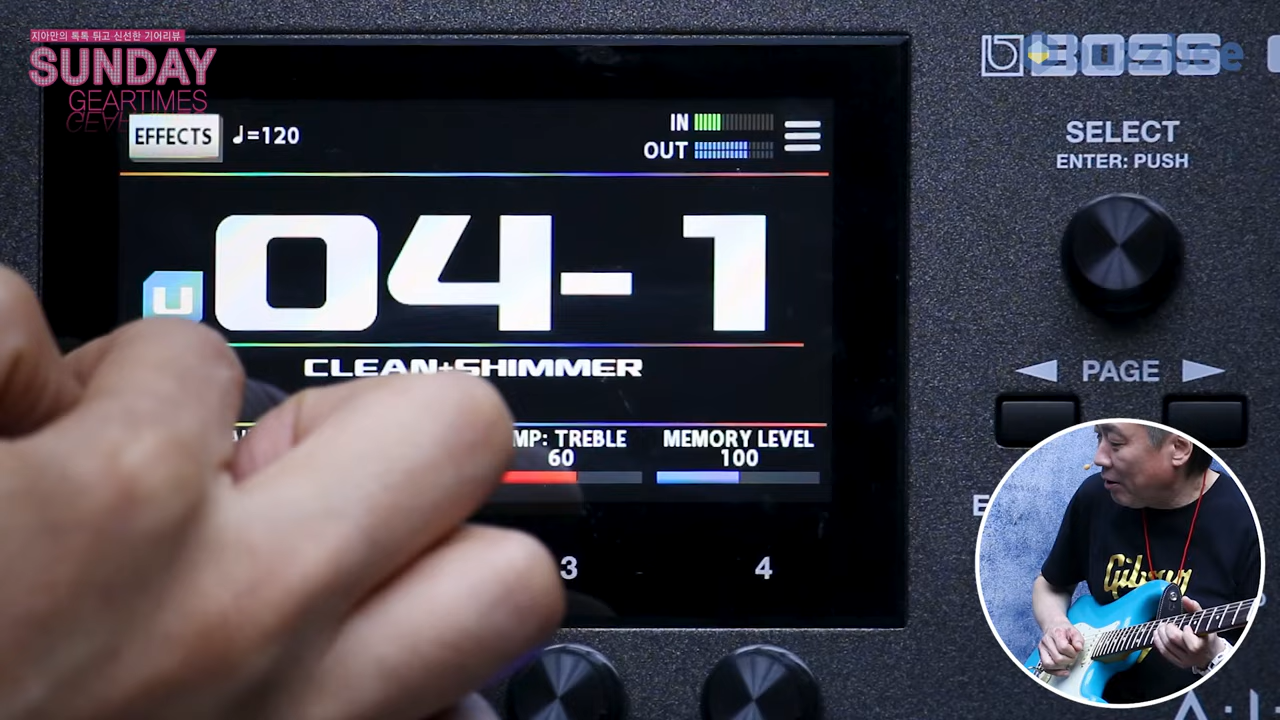 지아만의 톡톡 튀고 신선한 기어리뷰
SUNDAY
GEARTIMES
EFFECTS
♩=120
IN
OUT
U
04-1
CLEAN+SHIMMER
MP: TREBLE
60
MEMORY LEVEL
100
3
4
BOSS
SELECT
ENTER: PUSH
PAGE
Gibson